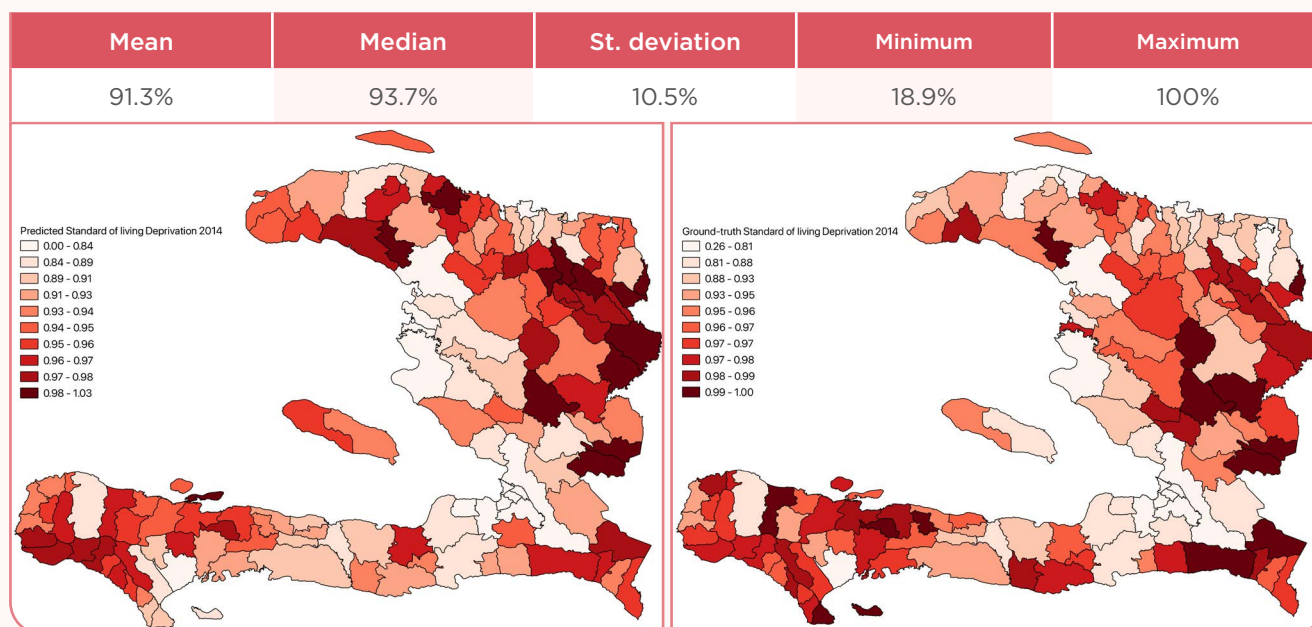 Mean Median St. deviation Minimum Maximum
91.3% 93.7% 10.5% 18.9% 100%
Predicted Standard of living Deprivation 2014
0.00 - 0.84
0.84 - 0.89
0.89 - 0.91
0.91 - 0.93
0.93 - 0.94
0.94 - 0.95
0.95 - 0.96
0.96 - 0.97
0.97 - 0.98
0.98 - 1.03
Ground-truth Standard of living Deprivation 2014
0.26 - 0.81
0.81 - 0.88
0.88 - 0.93
0.93 - 0.95
0.95 - 0.96
0.96 - 0.97
0.97 - 0.97
0.97 - 0.98
0.98 - 0.99
0.99 - 1.00